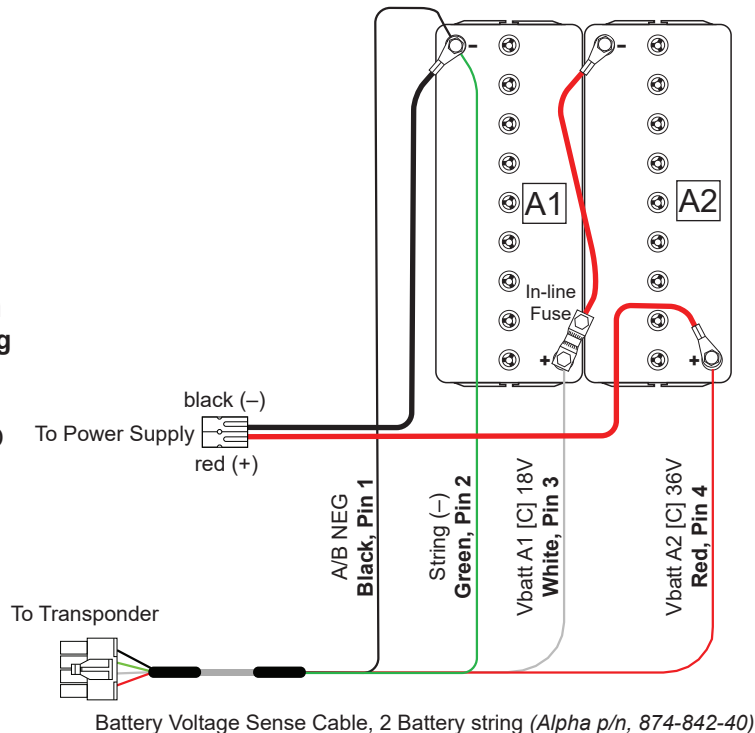 –
–
A1
A2
In-line
Fuse
+
+
g
black (–)
To Power Supply
red (+)
A/B NEG
Black, Pin 1
String (–)
Green, Pin 2
Vbatt A1 [C] 18V
White, Pin 3
Vbatt A2 [C] 36V
Red, Pin 4
To Transponder
Battery Voltage Sense Cable, 2 Battery string (Alpha p/n, 874-842-40)